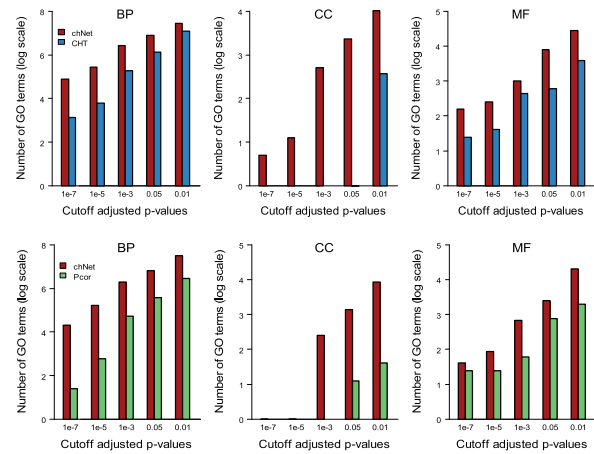 BP
CC
MF
Number of GO terms (log scale)
8
6
4
2
0
chNet
CHT
1e-7 1e-5 1e-3 0.05 0.01
Cutoff adjusted p-values
Number of GO terms (log scale)
4
3
2
1
0
1e-7 1e-5 1e-3 0.05 0.01
Cutoff adjusted p-values
Number of GO terms (log scale)
5
4
3
2
1
0
1e-7 1e-5 1e-3 0.05 0.01
Cutoff adjusted p-values
BP
CC
MF
Number of GO terms (log scale)
8
6
4
2
0
chNet
Pcor
1e-7 1e-5 1e-3 0.05 0.01
Cutoff adjusted p-values
Number of GO terms (log scale)
5
4
3
2
1
0
1e-7 1e-5 1e-3 0.05 0.01
Cutoff adjusted p-values
Number of GO terms (log scale)
5
4
3
2
1
0
1e-7 1e-5 1e-3 0.05 0.01
Cutoff adjusted p-values